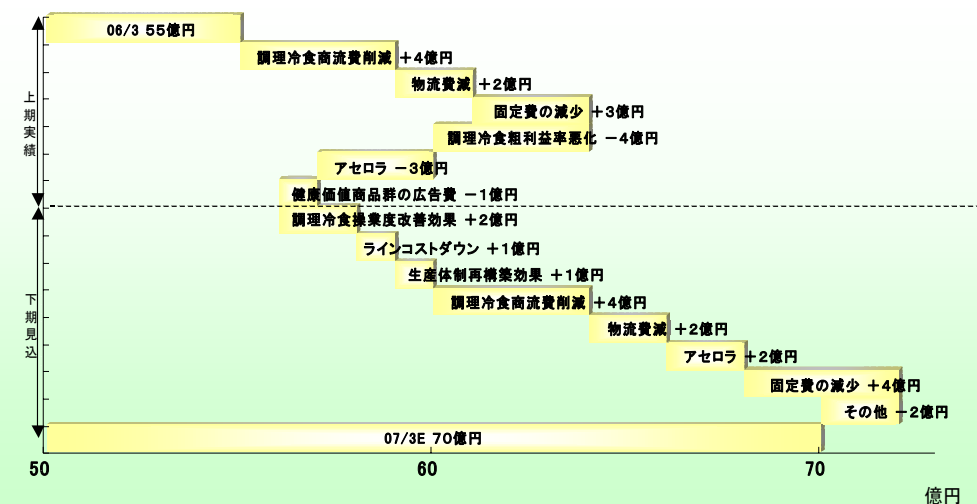 06/3 55億円
調理冷食商流費削減 +4億円
物流費減 +2億円
固定費の減少 +3億円
調理冷食粗利益率悪化 -4億円
アセロラ -3億円
健康価値商品群の広告費 -1億円
上期実績
調理冷食操業度改善効果 +2億円
ラインコストダウン +1億円
生産体制再構築効果 +1億円
調理冷食商流費削減 +4億円
物流費減 +2億円
アセロラ +2億円
固定費の減少 +4億円
その他 -2億円
下期見込
07/3E 70億円
50
60
70
億円